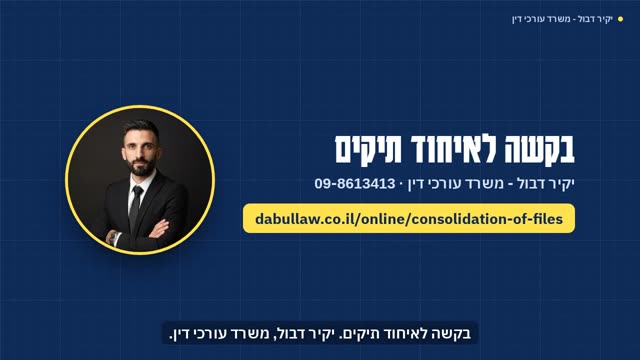 יקיר דבול - משרד עורכי דין
בקשה לאיחוד תיקים
יקיר דבול - משרד עורכי דין · 09-8613413
dabullaw.co.il/online/consolidation-of-files
בקשה לאיחוד תיקים. יקיר דבול, משרד עורכי דין.